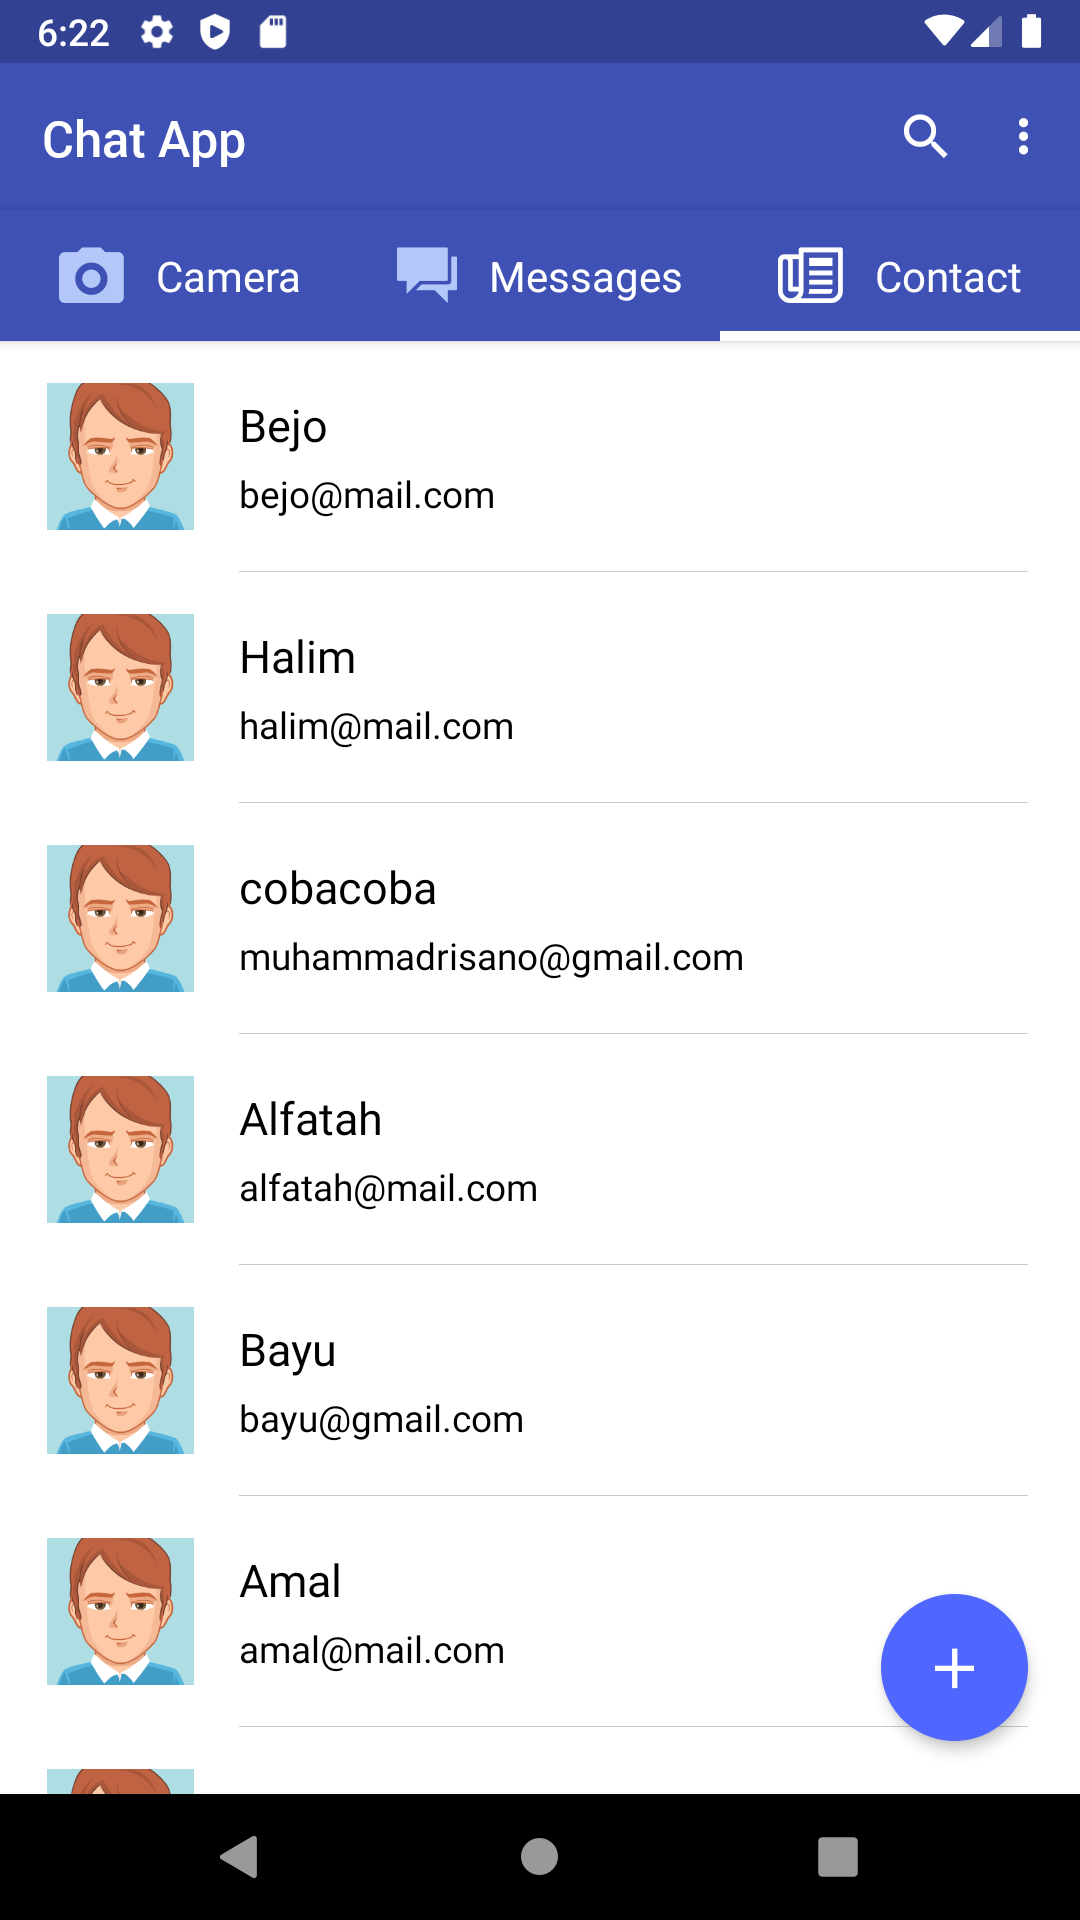 6:22
Chat App
Camera Messages Contact
Bejo
bejo@mail.com
Halim
halim@mail.com
cobacoba
muhammadrisano@gmail.com
Alfatah
alfatah@mail.com
Bayu
bayu@gmail.com
Amal
amal@mail.com